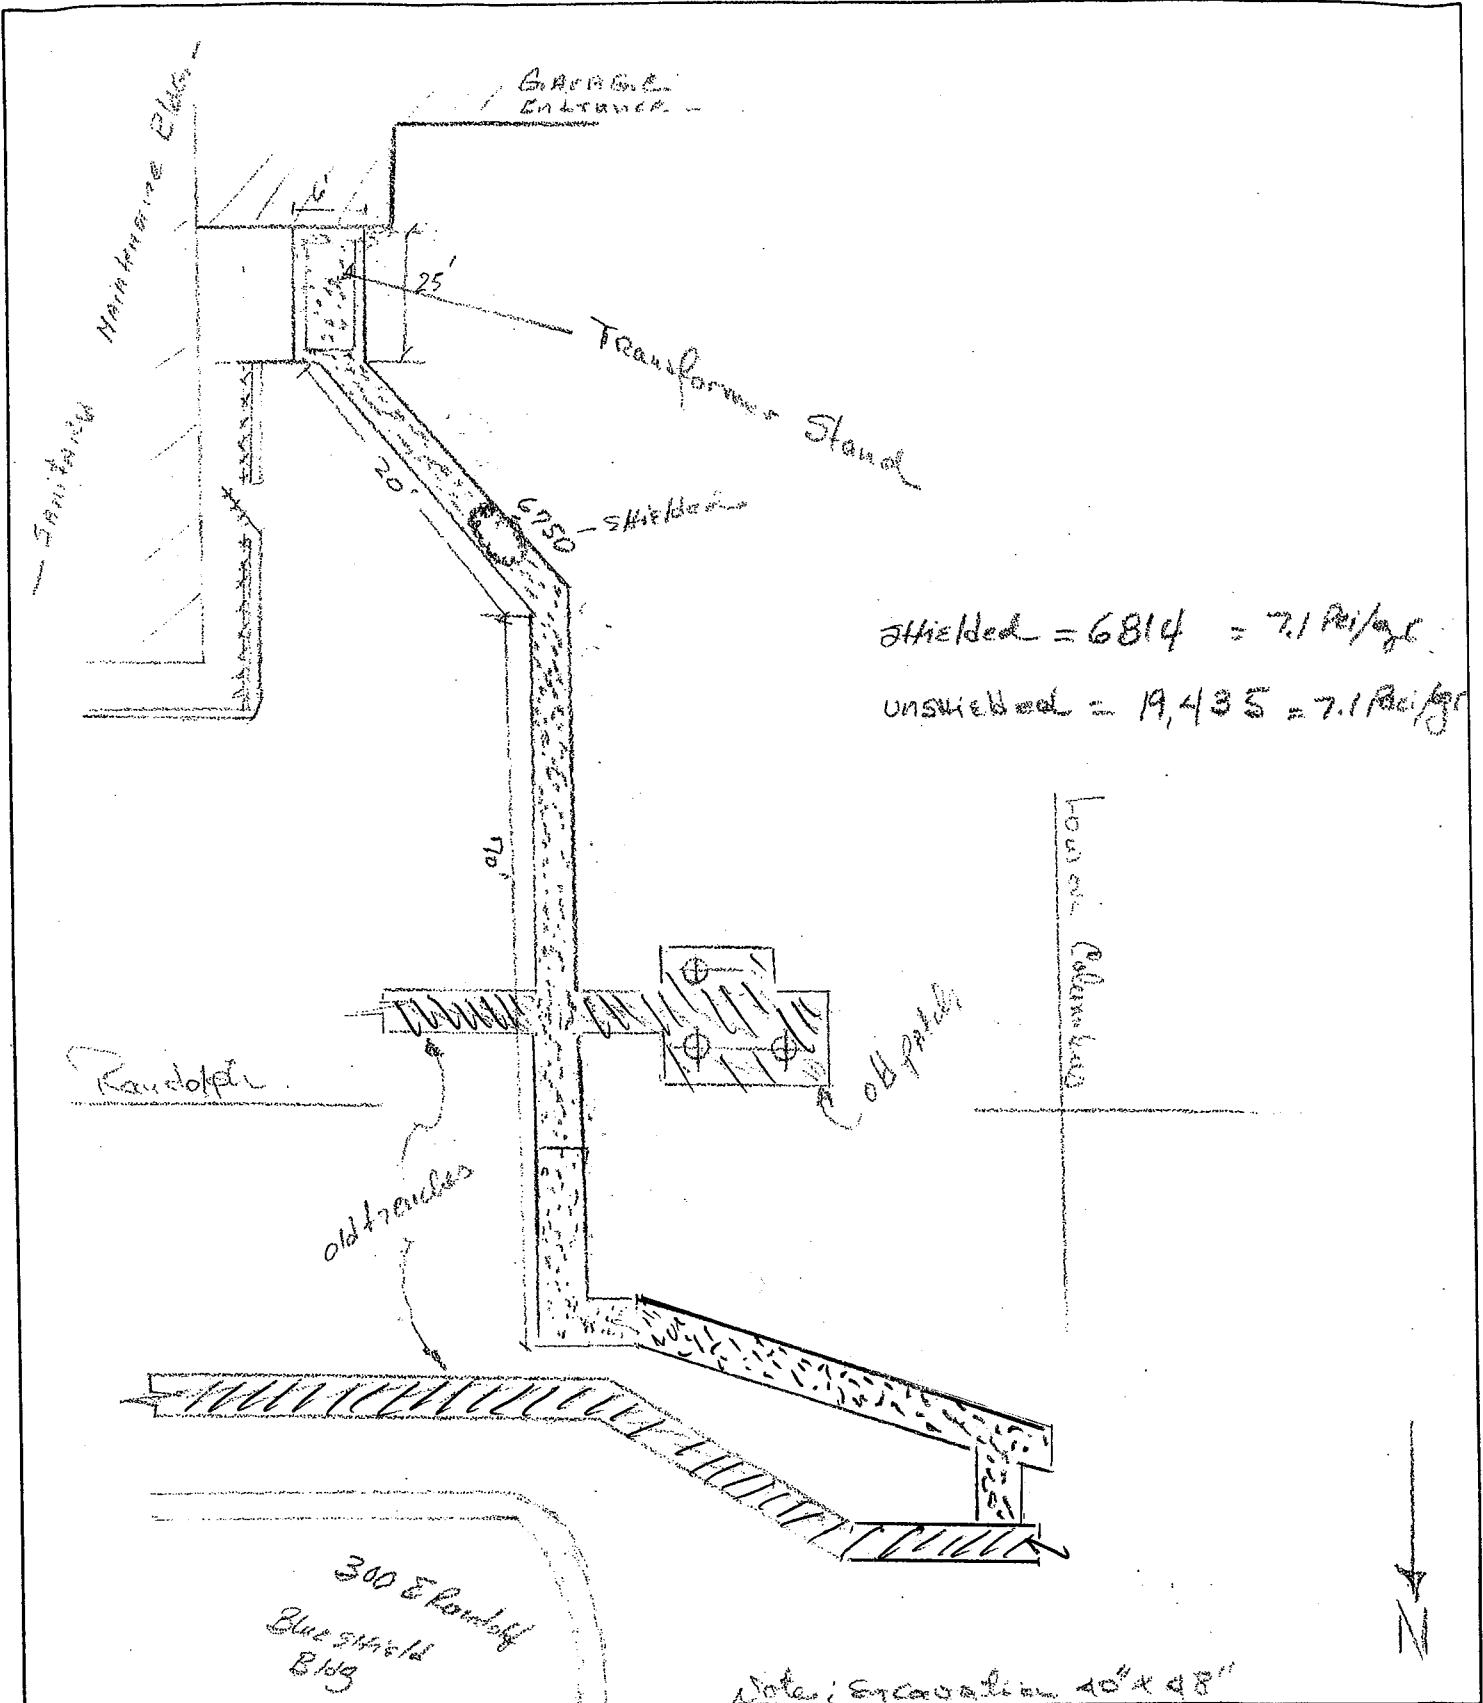 GARAGE
ENTRANCE
Maintenance Bldg.
6'
25'
Transformer Stand
— Sanitary
20'
6750 — Shielded
Shielded = 6814 = 7.1 Pci/gr.
unshielded = 19,435 = 7.1 Pci/gr
70'
Lower Columbus
old patch
Randolph
old trenches
300 E Randolph
Blue Shield
Bldg
N
Note: Excavation 40" x 48"